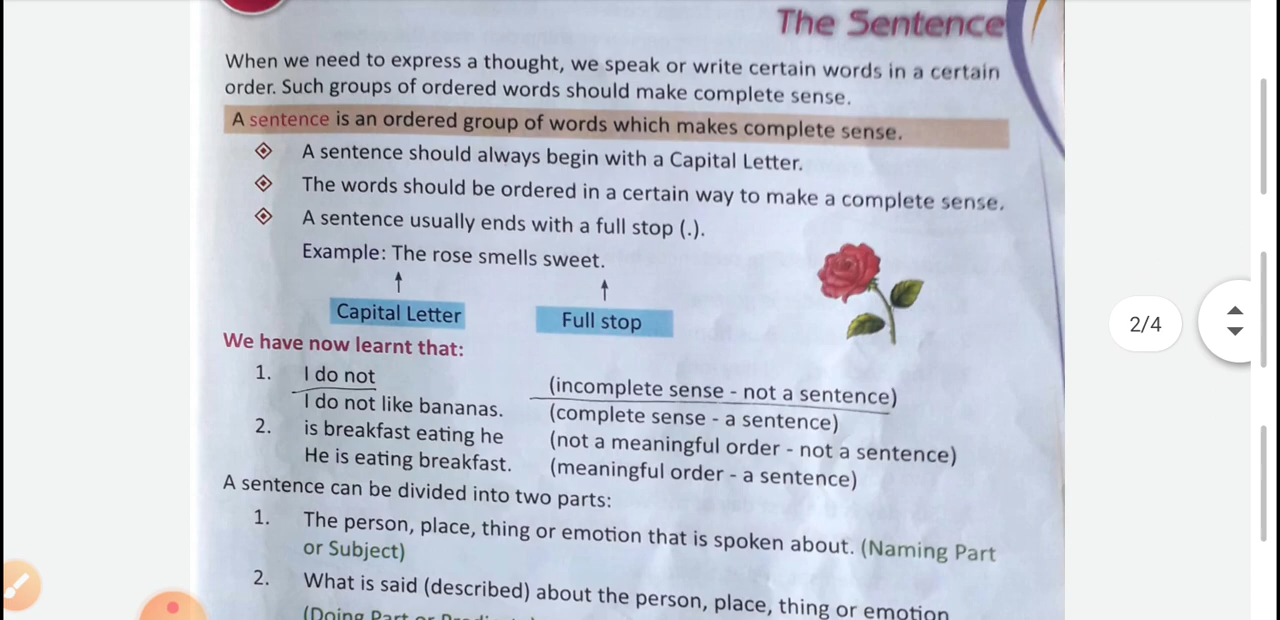 The Sentence
When we need to express a thought, we speak or write certain words in a certain
order. Such groups of ordered words should make complete sense.
A sentence is an ordered group of words which makes complete sense.
A sentence should always begin with a Capital Letter.
The words should be ordered in a certain way to make a complete sense.
A sentence usually ends with a full stop (.).
Example: The rose smells sweet.
Capital Letter Full stop
We have now learnt that:
1. I do not (incomplete sense - not a sentence)
I do not like bananas. (complete sense - a sentence)
2. is breakfast eating he (not a meaningful order - not a sentence)
He is eating breakfast. (meaningful order - a sentence)
A sentence can be divided into two parts:
1. The person, place, thing or emotion that is spoken about. (Naming Part
or Subject)
2. What is said (described) about the person, place, thing or emotion
(Doing Part or
2/4